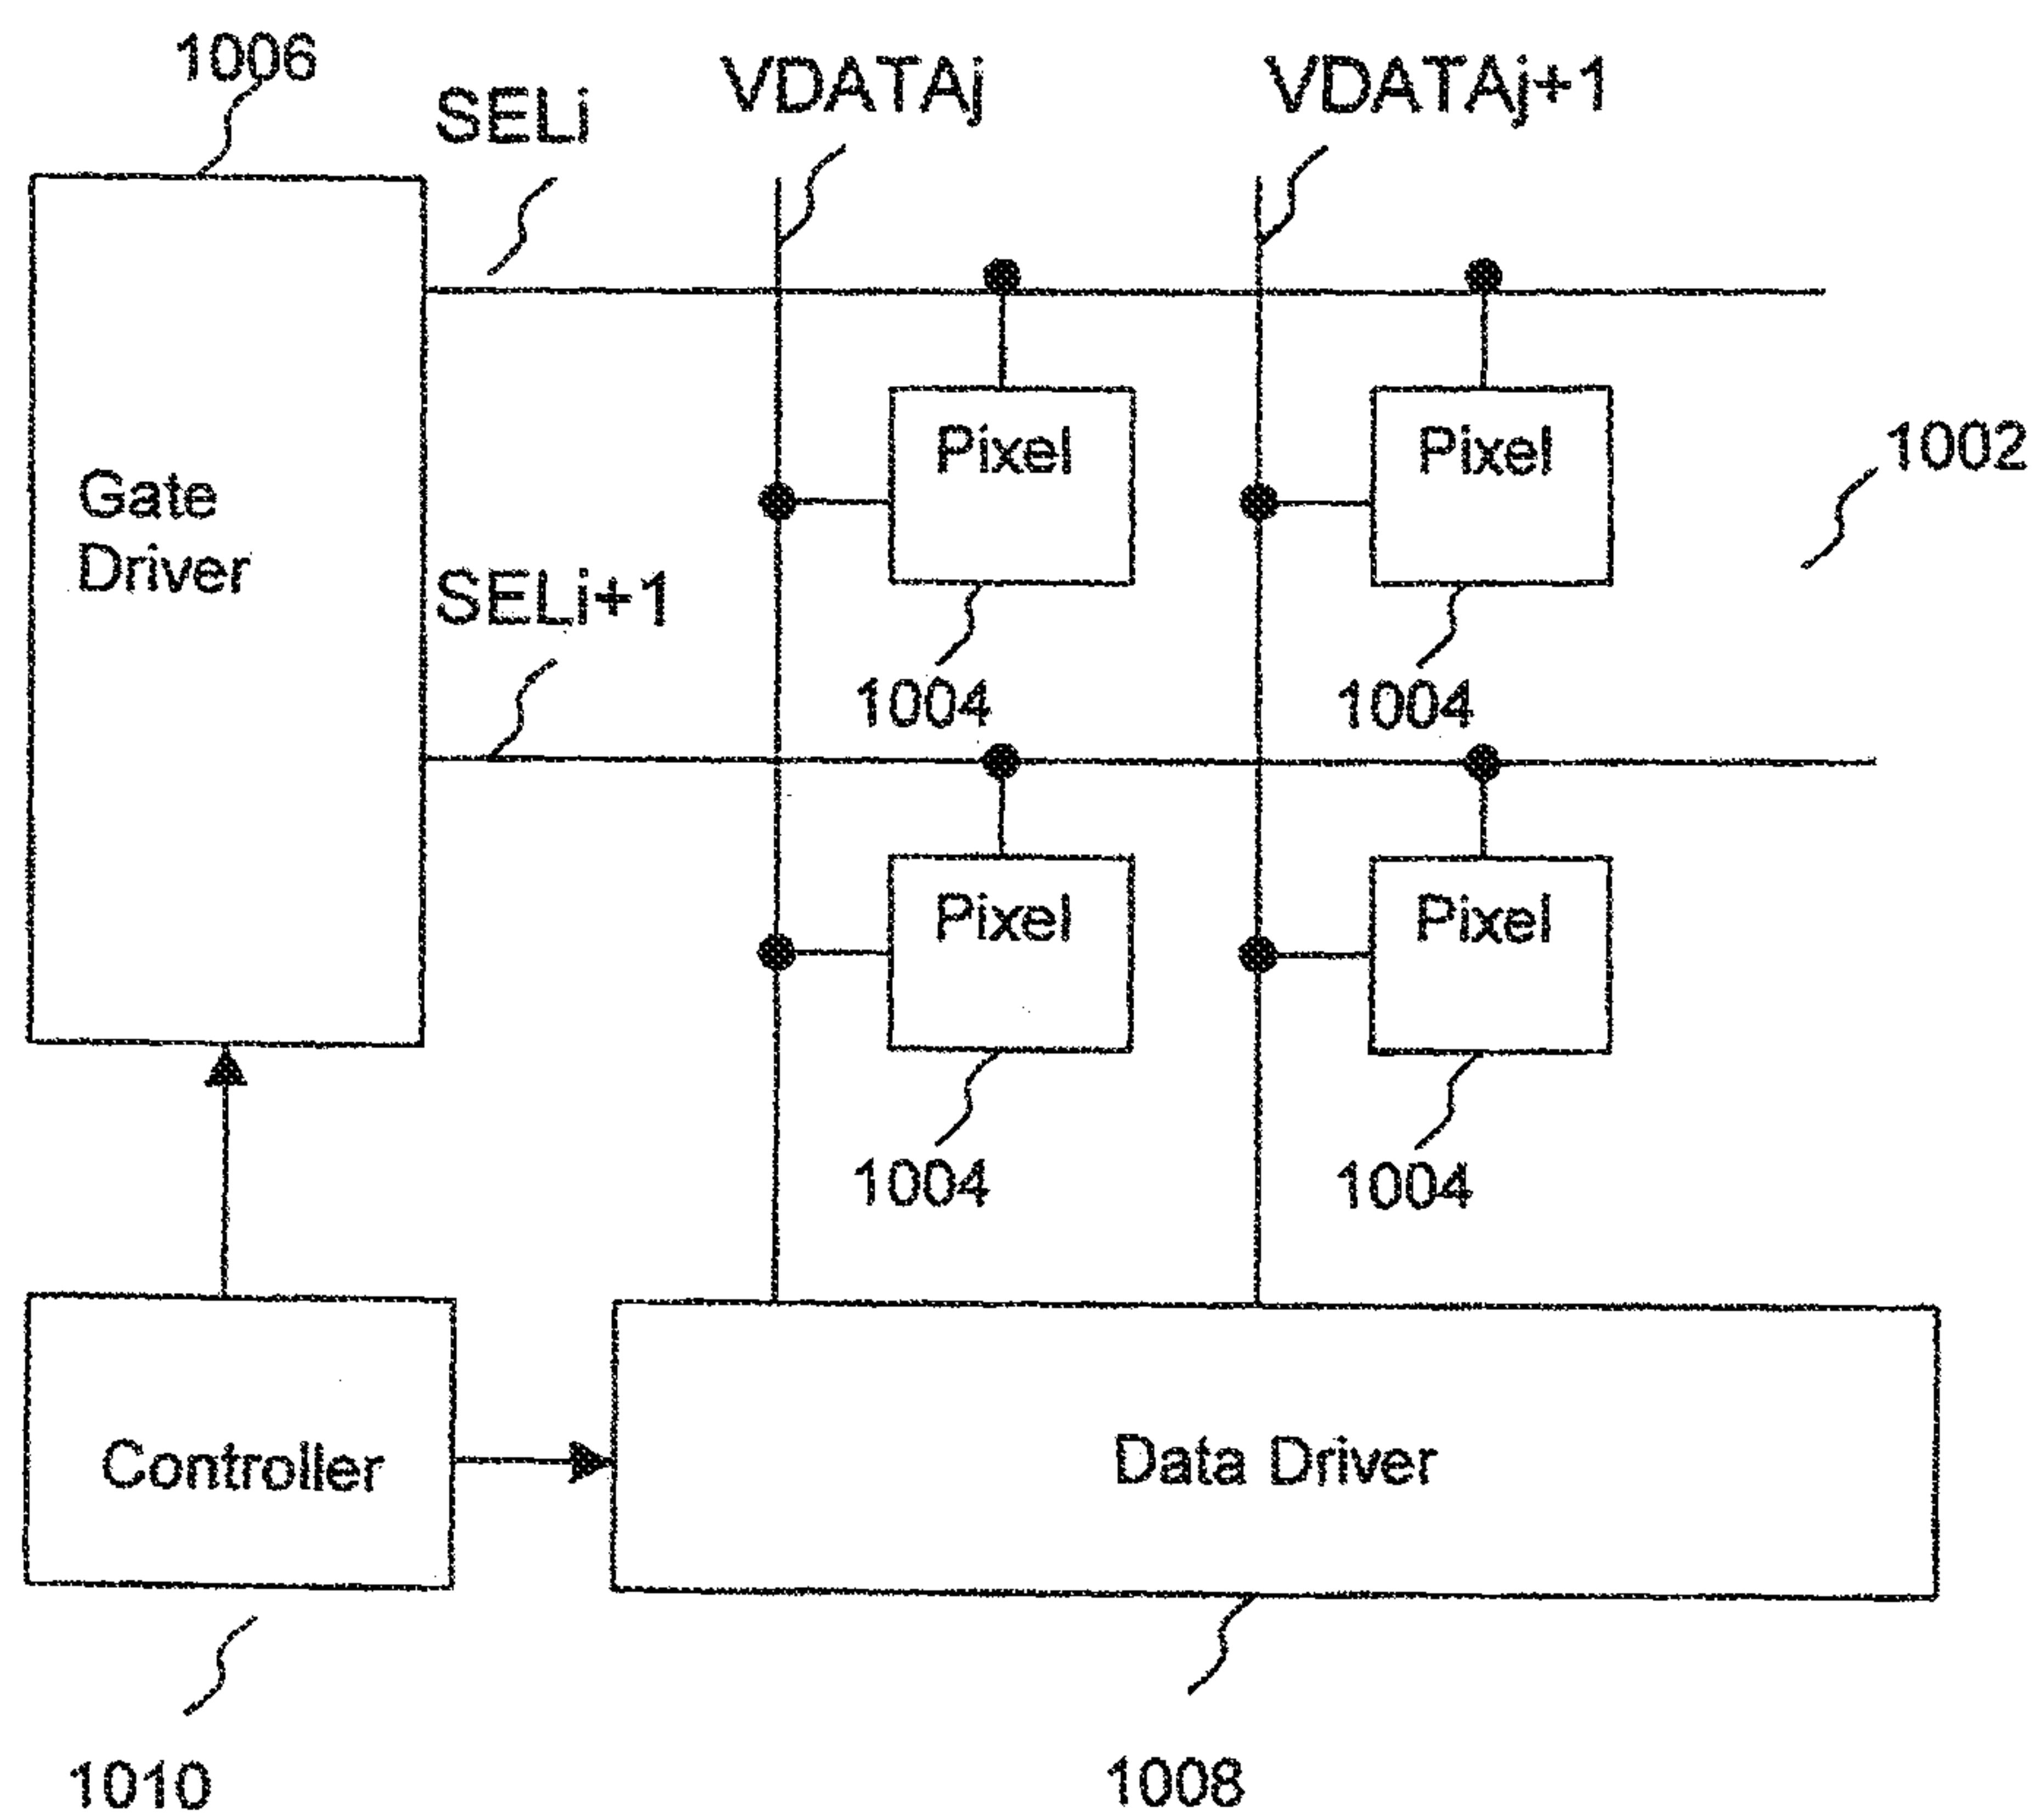 1006
SELi
VDATAj
VDATAj+1
Pixel
Pixel
1002
Gate
Driver
SELi+1
1004
1004
Pixel
Pixel
1004
1004
Controller
Data Driver
1010
1008